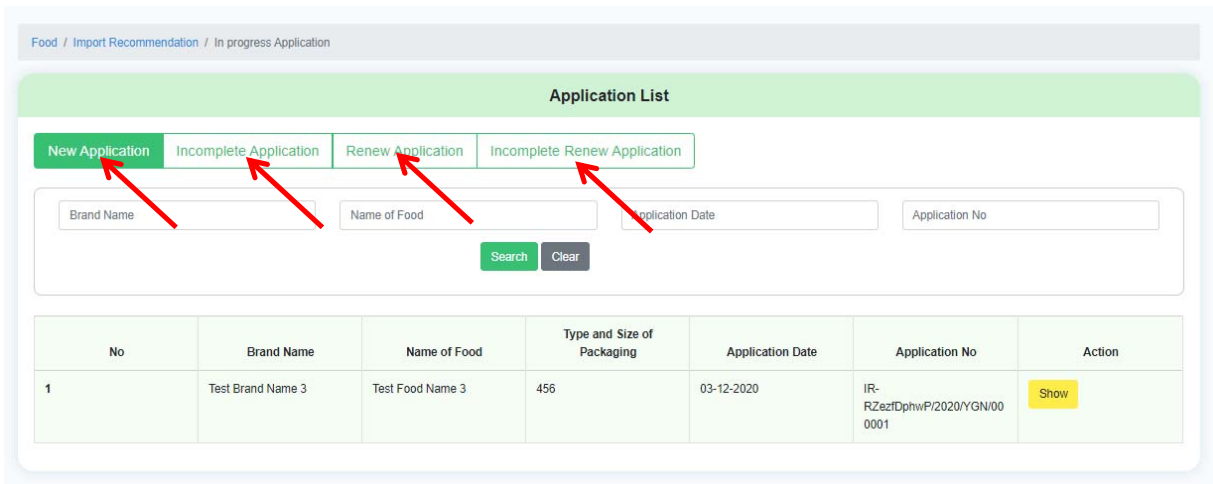 Food / Import Recommendation / In progress Application
Application List
New Application Incomplete Application Renew Application Incomplete Renew Application
Brand Name Name of Food Application Date Application No
Search Clear
No Brand Name Name of Food Type and Size of Packaging Application Date Application No Action
1 Test Brand Name 3 Test Food Name 3 456 03-12-2020 IR- Show
RZezfDphwP/2020/YGN/00
0001